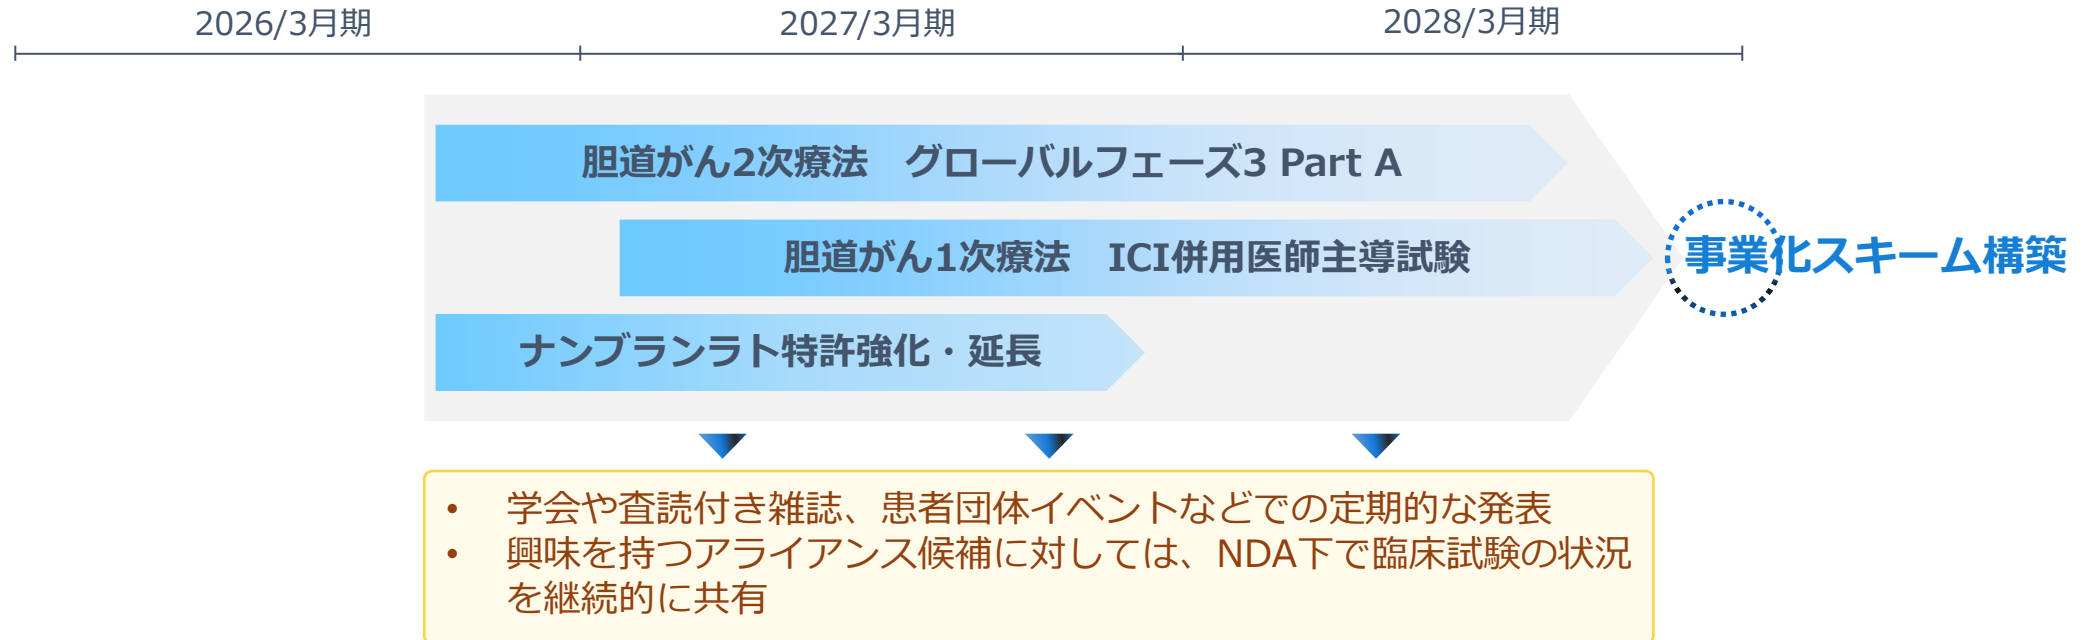 2026/3月期
2027/3月期
2028/3月期
胆道がん2次療法　グローバルフェーズ3 Part A
胆道がん1次療法　ICI併用医師主導試験
事業化スキーム構築
ナンブランラト特許強化・延長
• 学会や査読付き雑誌、患者団体イベントなどでの定期的な発表
• 興味を持つアライアンス候補に対しては、NDA下で臨床試験の状況
を継続的に共有